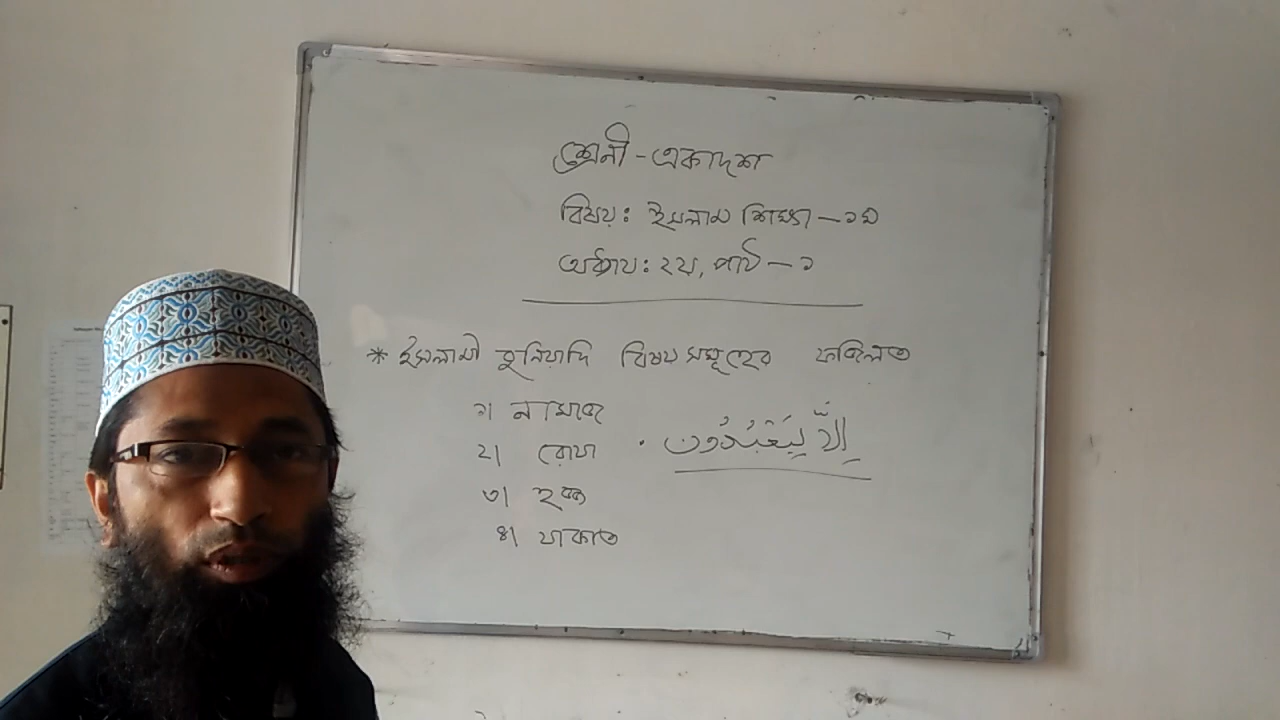 শ্রেনী - একাদশ
বিষয়: ইসলাম শিক্ষা - ১ম
অধ্যায়: ২য়, পাঠ - ১
* ইসলামী বুনিয়াদি বিষয় সমূহের ফজিলত
১। নামাজ
২। রোযা · إِلَّا لِيَعْبُدُونِ
৩। হজ্জ
৪। যাকাত